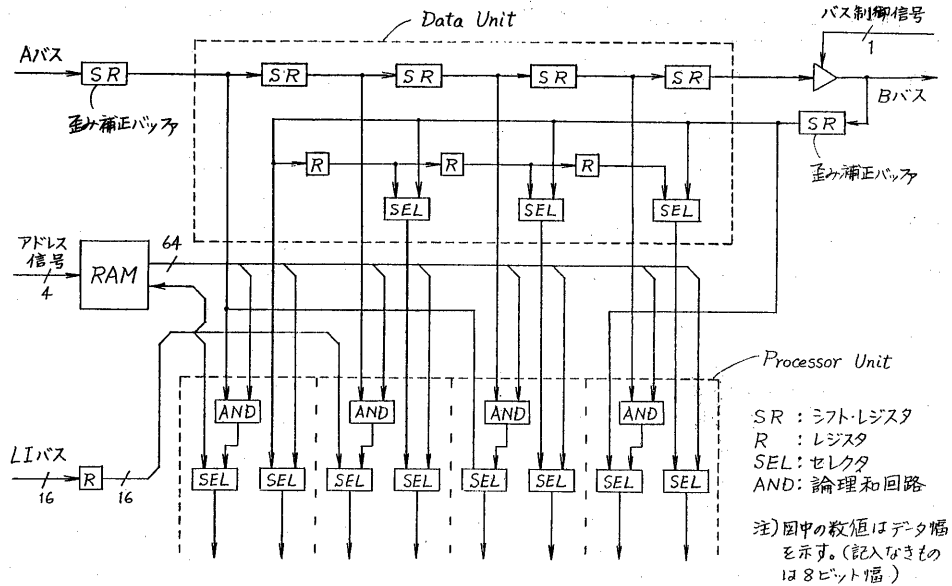 Data Unit
バス制御信号
1
Aバス
SR
SR
SR
SR
SR
Bバス
SR
歪み補正バッファ
歪み補正バッファ
R
R
R
SEL
SEL
SEL
アドレス
信号
4
RAM
64
Processor Unit
AND
AND
AND
AND
LIバス
16
R
16
SEL
SEL
SEL
SEL
SEL
SEL
SEL
SEL
SR : シフト・レジスタ
R : レジスタ
SEL: セレクタ
AND: 論理和回路
注)図中の数値はデータ幅
を示す。(記入なきもの
は8ビット幅)